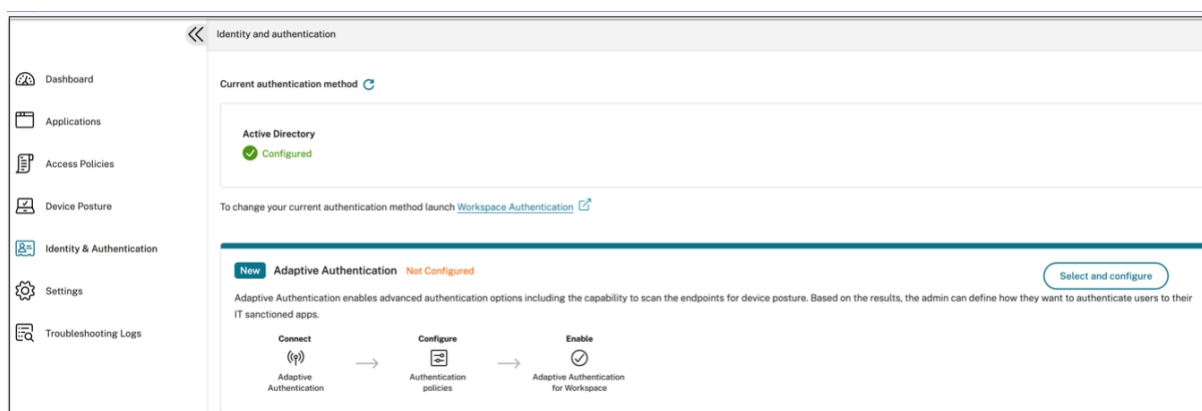 Identity and authentication
Dashboard
Applications
Access Policies
Device Posture
Identity & Authentication
Settings
Troubleshooting Logs
Current authentication method
Active Directory
Configured
To change your current authentication method launch Workspace Authentication
New Adaptive Authentication Not Configured
Select and configure
Adaptive Authentication enables advanced authentication options including the capability to scan the endpoints for device posture. Based on the results, the admin can define how they want to authenticate users to their
IT sanctioned apps.
Connect
Adaptive
Authentication
Configure
Authentication
policies
Enable
Adaptive Authentication
for Workspace